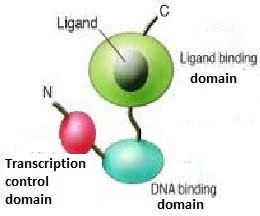 C
Ligand
Ligand binding
domain
N
Transcription
control
domain
DNA binding
domain